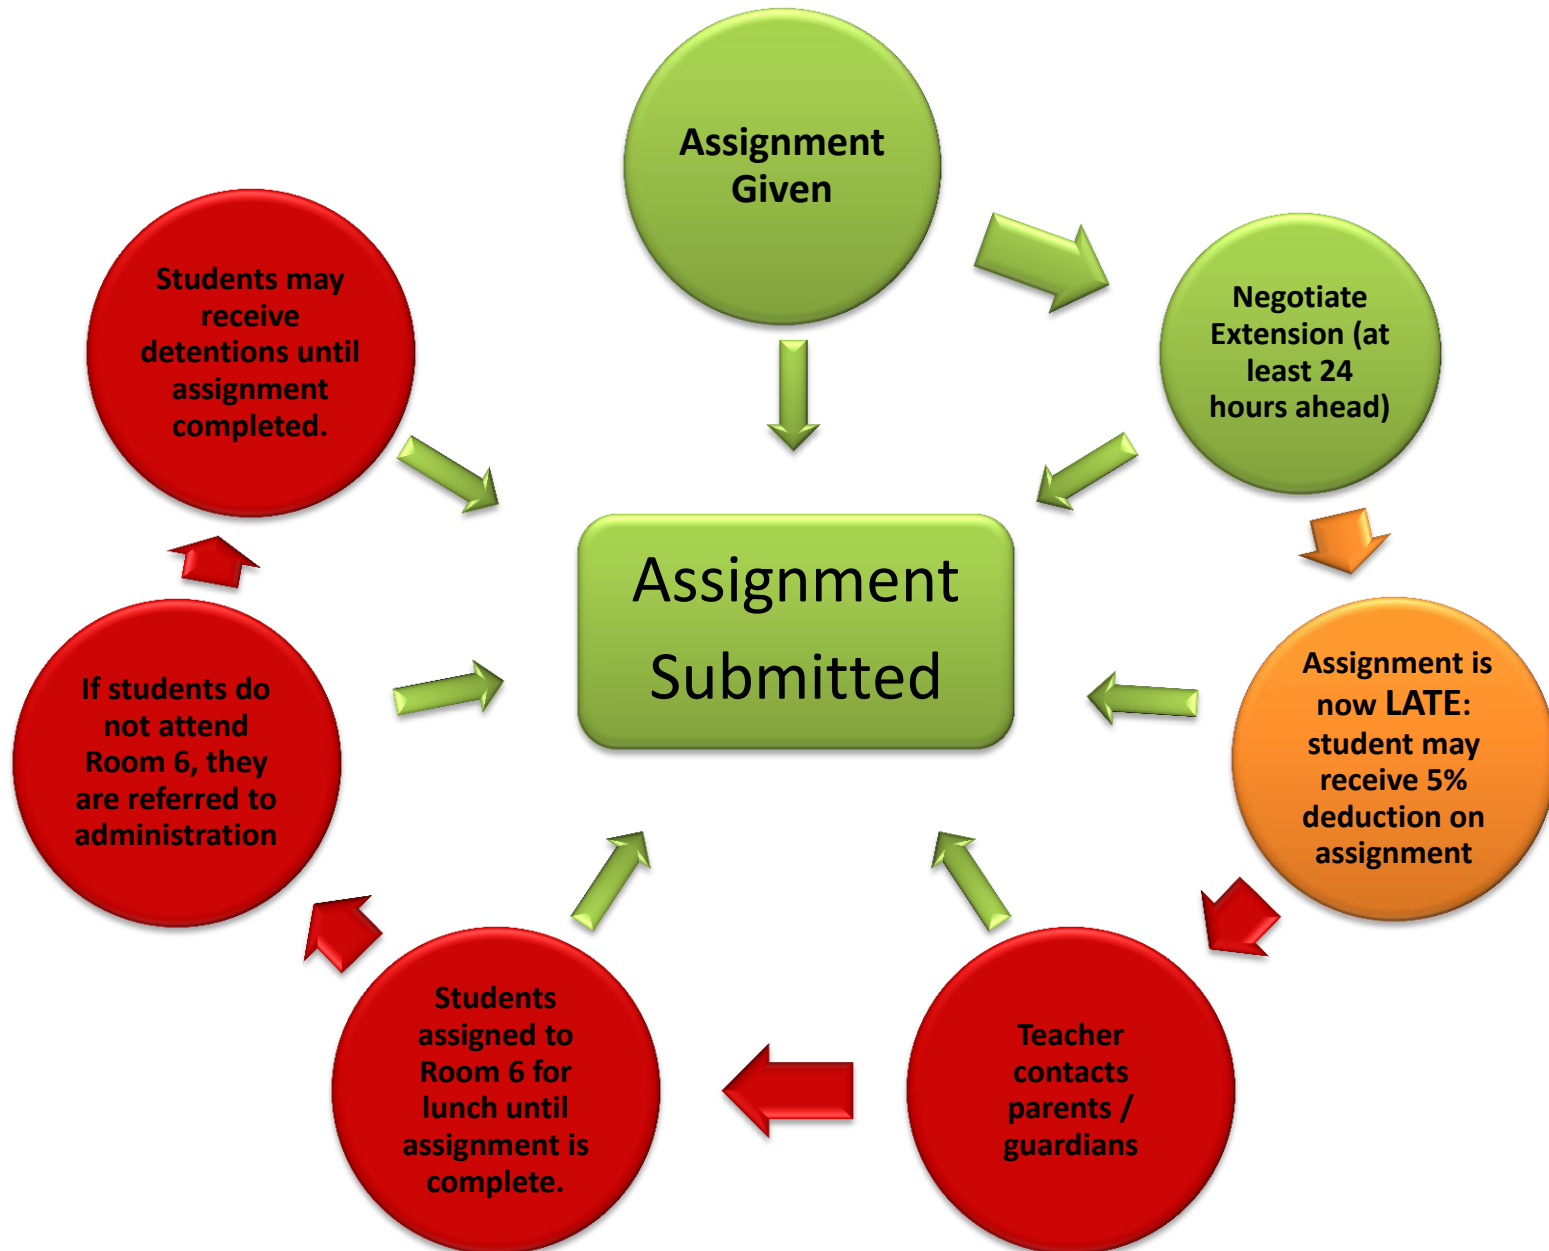 Assignment
Given
Negotiate
Extension (at
least 24
hours ahead)
Assignment is
now LATE:
student may
receive 5%
deduction on
assignment
Teacher
contacts
parents /
guardians
Students
assigned to
Room 6 for
lunch until
assignment is
complete.
If students do
not attend
Room 6, they
are referred to
administration
Students may
receive
detentions until
assignment
completed.
Assignment
Submitted